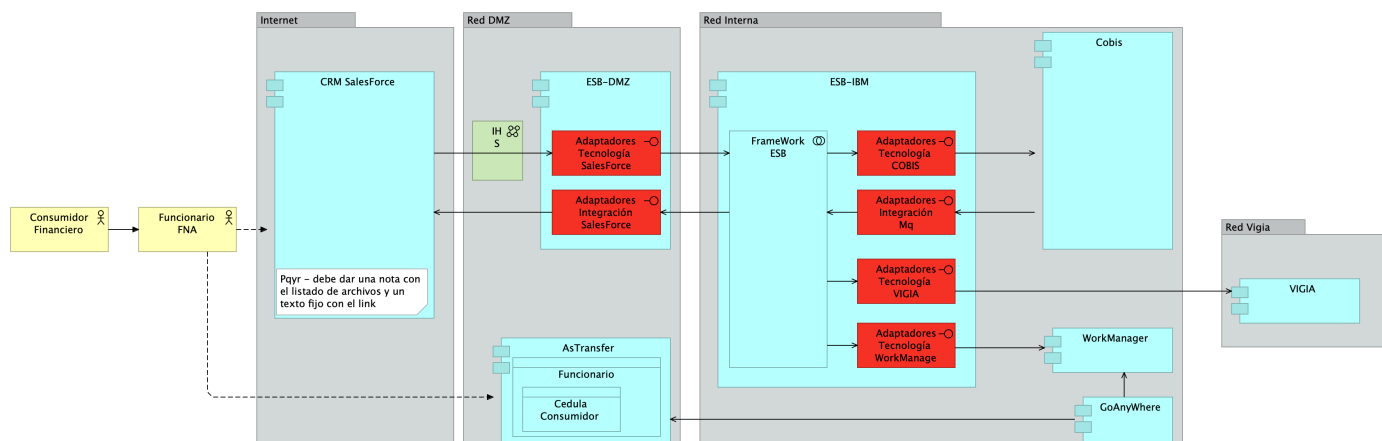 Internet
Red DMZ
Red Interna
Cobis
CRM SalesForce
ESB-DMZ
ESB-IBM
IH
S
Adaptadores
Tecnología
SalesForce
FrameWork
ESB
Adaptadores
Tecnología
COBIS
Adaptadores
Integración
SalesForce
Adaptadores
Integración
Mq
Consumidor
Financiero
Funcionario
FNA
Red Vigia
Pqyr - debe dar una nota con
el listado de archivos y un
texto fijo con el link
Adaptadores
Tecnología
VIGIA
VIGIA
Adaptadores
Tecnología
WorkManage
WorkManager
AsTransfer
Funcionario
Cedula
Consumidor
GoAnyWhere